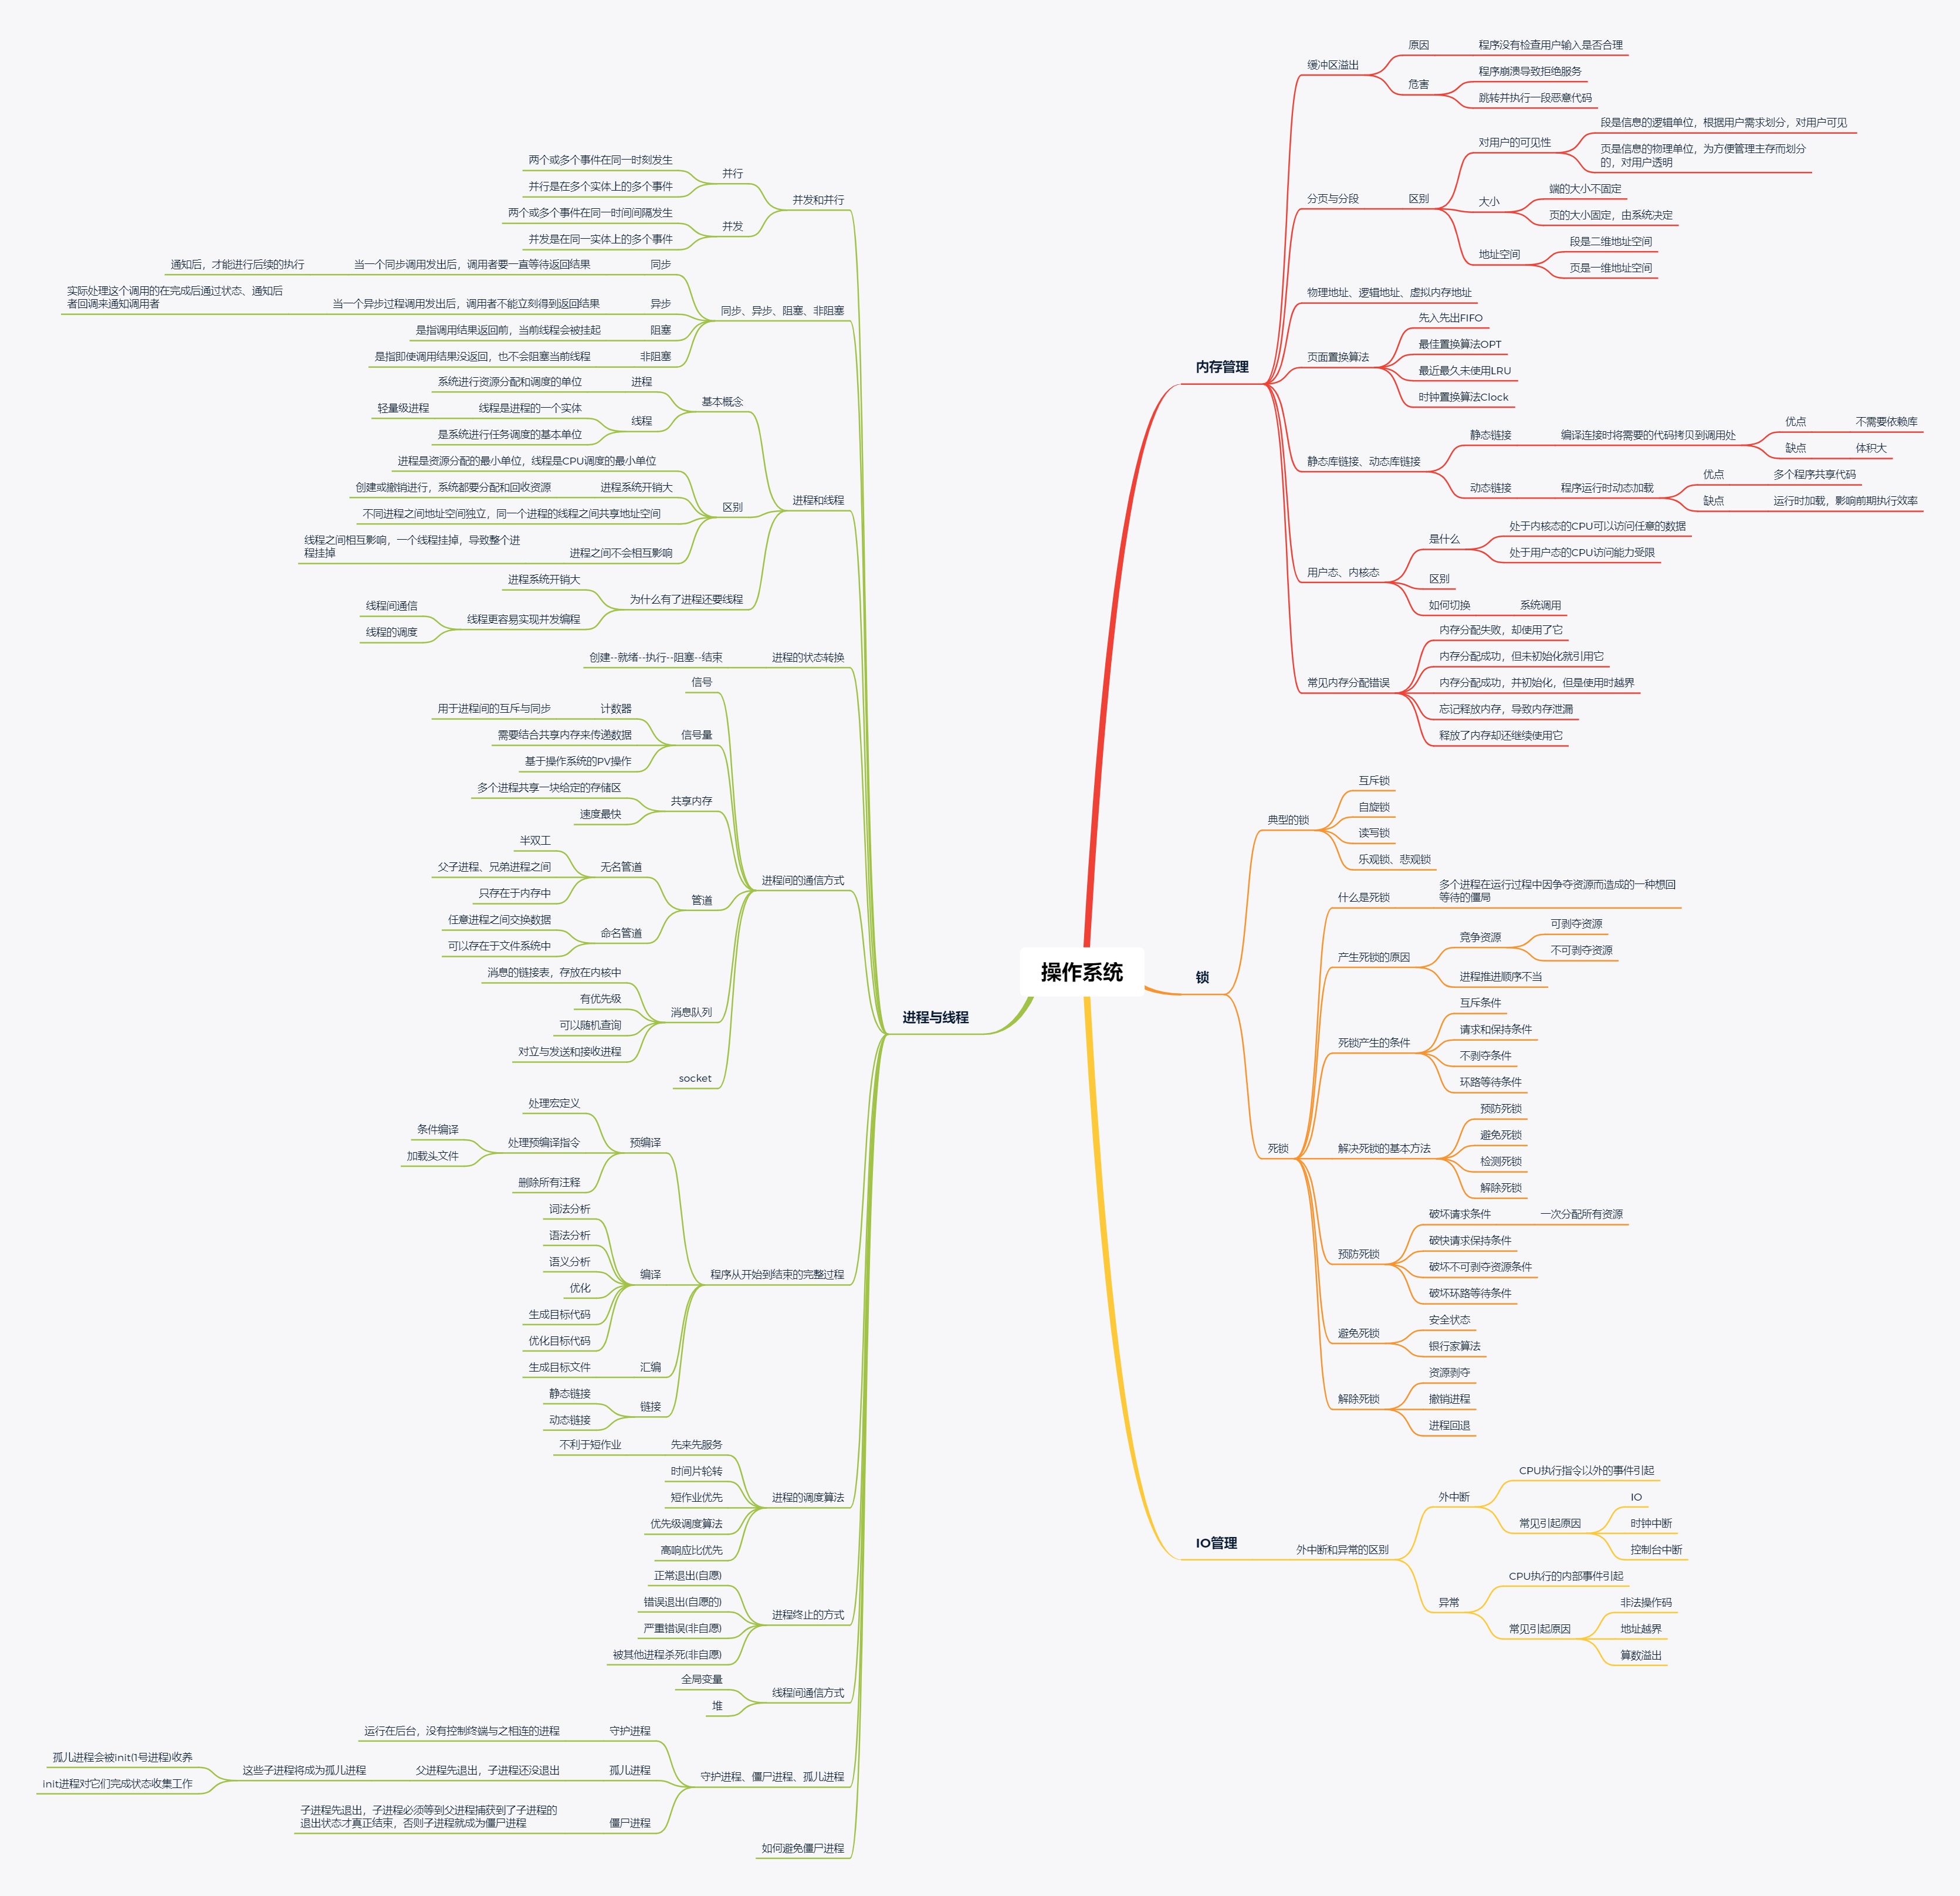 操作系统
内存管理
缓冲区溢出
原因
程序没有检查用户输入是否合理
危害
程序崩溃导致拒绝服务
跳转并执行一段恶意代码
分页与分段
区别
对用户的可见性
段是信息的逻辑单位，根据用户需求划分，对用户可见
页是信息的物理单位，为方便管理主存而划分
的，对用户透明
大小
端的大小不固定
页的大小固定，由系统决定
地址空间
段是二维地址空间
页是一维地址空间
物理地址、逻辑地址、虚拟内存地址
页面置换算法
先入先出FIFO
最佳置换算法OPT
最近最久未使用LRU
时钟置换算法Clock
静态库链接、动态库链接
静态链接
编译连接时将需要的代码拷贝到调用处
优点
不需要依赖库
缺点
体积大
动态链接
程序运行时动态加载
优点
多个程序共享代码
缺点
运行时加载，影响前期执行效率
用户态、内核态
是什么
处于内核态的CPU可以访问任意的数据
处于用户态的CPU访问能力受限
区别
如何切换
系统调用
常见内存分配错误
内存分配失败，却使用了它
内存分配成功，但未初始化就引用它
内存分配成功，并初始化，但是使用时越界
忘记释放内存，导致内存泄漏
释放了内存却还继续使用它
锁
典型的锁
互斥锁
自旋锁
读写锁
乐观锁、悲观锁
死锁
什么是死锁
多个进程在运行过程中因争夺资源而造成的一种想回
等待的僵局
产生死锁的原因
竞争资源
可剥夺资源
不可剥夺资源
进程推进顺序不当
死锁产生的条件
互斥条件
请求和保持条件
不剥夺条件
环路等待条件
解决死锁的基本方法
预防死锁
避免死锁
检测死锁
解除死锁
预防死锁
破坏请求条件
一次分配所有资源
破快请求保持条件
破坏不可剥夺资源条件
破坏环路等待条件
避免死锁
安全状态
银行家算法
解除死锁
资源剥夺
撤销进程
进程回退
IO管理
外中断和异常的区别
外中断
CPU执行指令以外的事件引起
常见引起原因
IO
时钟中断
控制台中断
异常
CPU执行的内部事件引起
常见引起原因
非法操作码
地址越界
算数溢出
进程与线程
并发和并行
并行
两个或多个事件在同一时刻发生
并行是在多个实体上的多个事件
并发
两个或多个事件在同一时间间隔发生
并发是在同一实体上的多个事件
同步、异步、阻塞、非阻塞
同步
当一个同步调用发出后，调用者要一直等待返回结果
通知后，才能进行后续的执行
异步
当一个异步过程调用发出后，调用者不能立刻得到返回结果
实际处理这个调用的在完成后通过状态、通知后
者回调来通知调用者
阻塞
是指调用结果返回前，当前线程会被挂起
非阻塞
是指即使调用结果没返回，也不会阻塞当前线程
进程和线程
基本概念
进程
系统进行资源分配和调度的单位
线程
线程是进程的一个实体
轻量级进程
是系统进行任务调度的基本单位
区别
进程是资源分配的最小单位，线程是CPU调度的最小单位
进程系统开销大
创建或撤销进行，系统都要分配和回收资源
不同进程之间地址空间独立，同一个进程的线程之间共享地址空间
进程之间不会相互影响
线程之间相互影响，一个线程挂掉，导致整个进
程挂掉
为什么有了进程还要线程
进程系统开销大
线程更容易实现并发编程
线程间通信
线程的调度
进程的状态转换
创建--就绪--执行--阻塞--结束
进程间的通信方式
信号
信号量
计数器
用于进程间的互斥与同步
需要结合共享内存来传递数据
基于操作系统的PV操作
共享内存
多个进程共享一块给定的存储区
速度最快
管道
无名管道
半双工
父子进程、兄弟进程之间
只存在于内存中
命名管道
任意进程之间交换数据
可以存在于文件系统中
消息队列
消息的链接表，存放在内核中
有优先级
可以随机查询
对立与发送和接收进程
socket
程序从开始到结束的完整过程
预编译
处理宏定义
处理预编译指令
条件编译
加载头文件
删除所有注释
编译
词法分析
语法分析
语义分析
优化
生成目标代码
优化目标代码
汇编
生成目标文件
链接
静态链接
动态链接
进程的调度算法
先来先服务
不利于短作业
时间片轮转
短作业优先
优先级调度算法
高响应比优先
进程终止的方式
正常退出(自愿)
错误退出(自愿的)
严重错误(非自愿)
被其他进程杀死(非自愿)
线程间通信方式
全局变量
堆
守护进程、僵尸进程、孤儿进程
守护进程
运行在后台，没有控制终端与之相连的进程
孤儿进程
父进程先退出，子进程还没退出
这些子进程将成为孤儿进程
孤儿进程会被init(1号进程)收养
init进程对它们完成状态收集工作
僵尸进程
子进程先退出，子进程必须等到父进程捕获到了子进程的
退出状态才真正结束，否则子进程就成为僵尸进程
如何避免僵尸进程